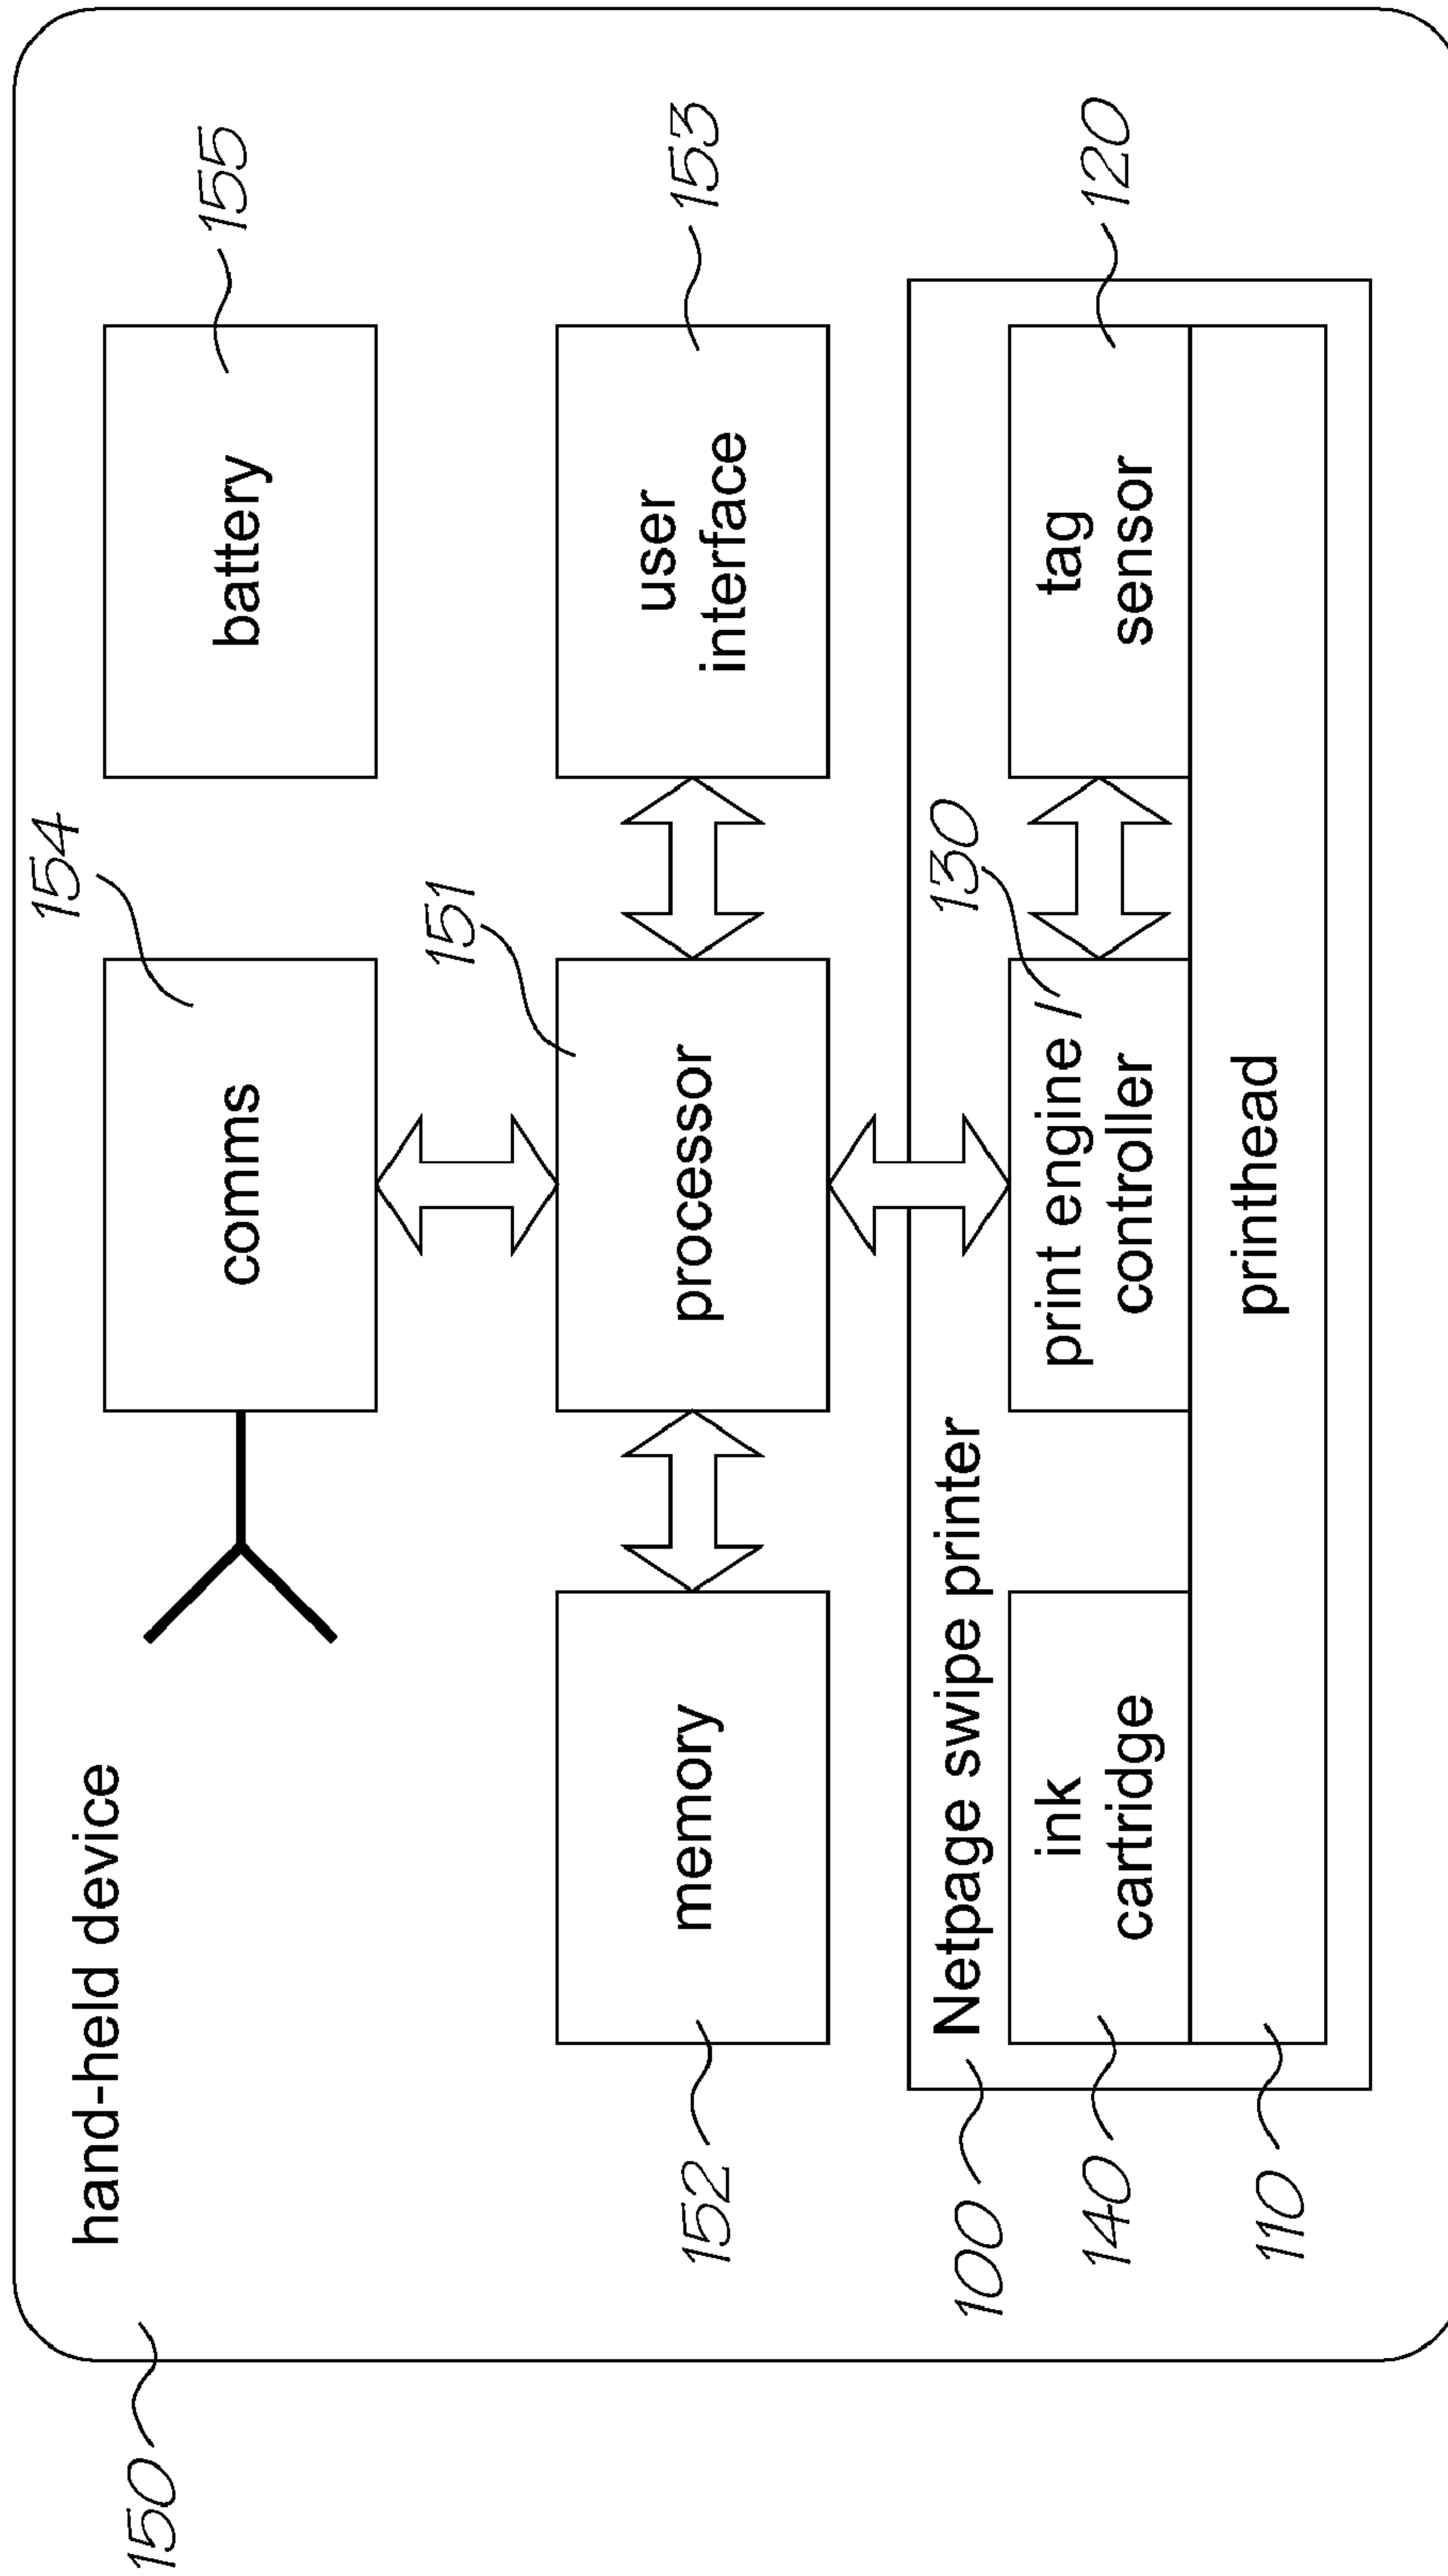 150
hand-held device
154
155
comms
battery
151
152
memory
processor
user
interface
153
100
Netpage swipe printer
130
140
ink
cartridge
print engine /
controller
tag
sensor
120
110
printhead